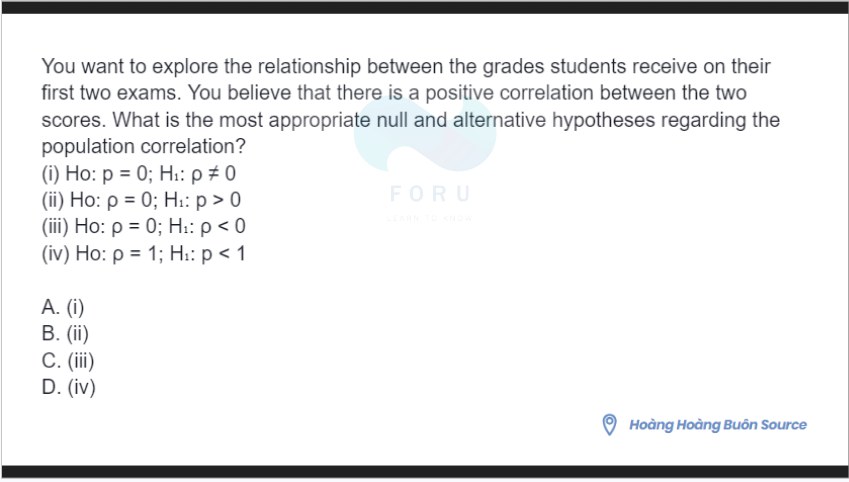 You want to explore the relationship between the grades students receive on their
first two exams. You believe that there is a positive correlation between the two
scores. What is the most appropriate null and alternative hypotheses regarding the
population correlation?
(i) Ho: p = 0; H₁: ρ ≠ 0
(ii) Ho: ρ = 0; H₁: p > 0
(iii) Ho: ρ = 0; H₁: ρ < 0
(iv) Ho: ρ = 1; H₁: p < 1
FORU
A. (i)
B. (ii)
C. (iii)
D. (iv)
Hoàng Hoàng Buôn Source